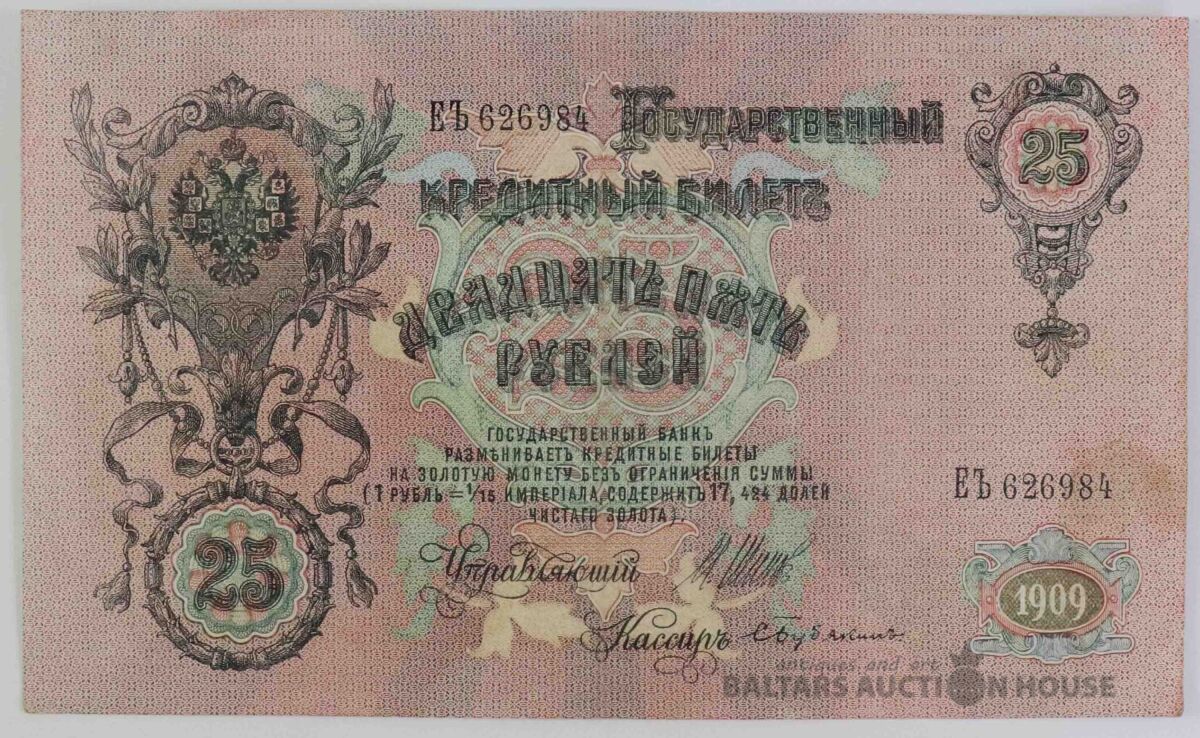 ЕЪ 626984 ГОСУДАРСТВЕННЫЙ
КРЕДИТНЫЙ БИЛЕТЪ
25
ДВАДЦАТЬ ПЯТЬ
РУБЛЕЙ
ГОСУДАРСТВЕННЫЙ БАНКЪ
РАЗМѢНИВАЕТЪ КРЕДИТНЫЕ БИЛЕТЫ
НА ЗОЛОТУЮ МОНЕТУ БЕЗЪ ОГРАНИЧЕНІЯ СУММЫ
(1 РУБЛЬ = 1/15 ИМПЕРІАЛА, СОДЕРЖИТЪ 17,424 ДОЛЕЙ
ЧИСТАГО ЗОЛОТА).
ЕЪ 626984
25
Управляющій
1909
Кассиръ
antiques and art
BALTARS AUCTION HOUSE